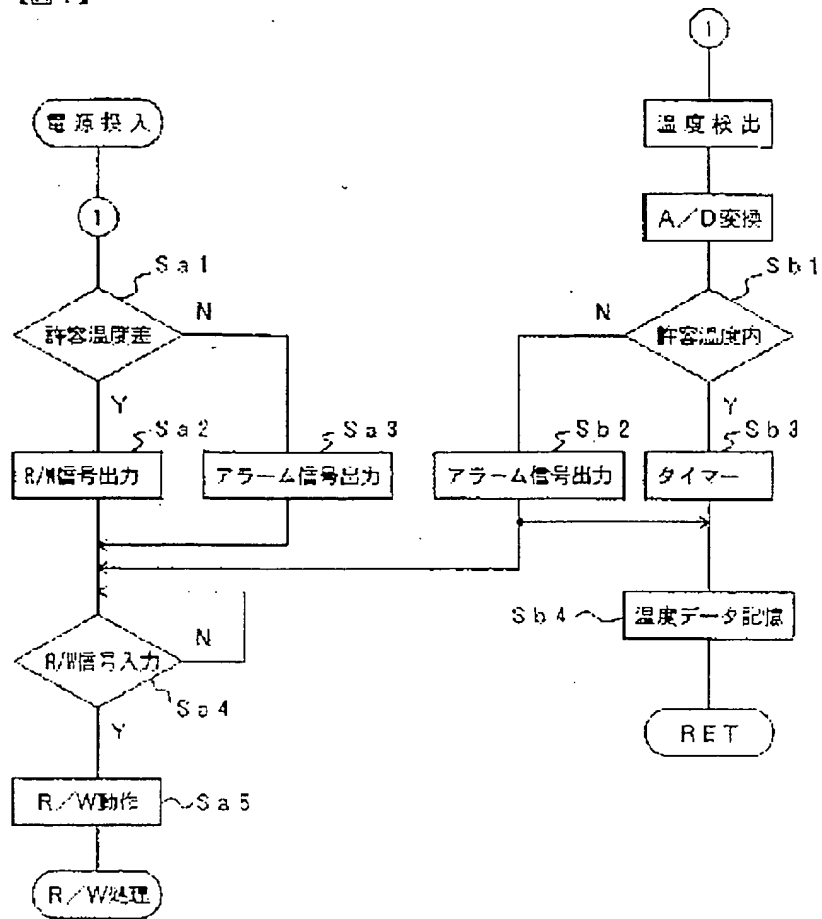 ①
電源投入
①
Sa1
許容温度差
N
Y
Sa2
R/W信号出力
Sa3
アラーム信号出力
R/W信号入力
N
Sa4
Y
R/W動作
Sa5
R/W処理
温度検出
A/D変換
Sb1
許容温度内
N
Y
Sb2
アラーム信号出力
Sb3
タイマー
Sb4
温度データ記憶
RET